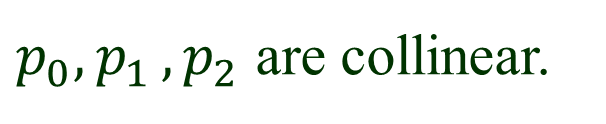 p₀, p₁ , p₂ are collinear.